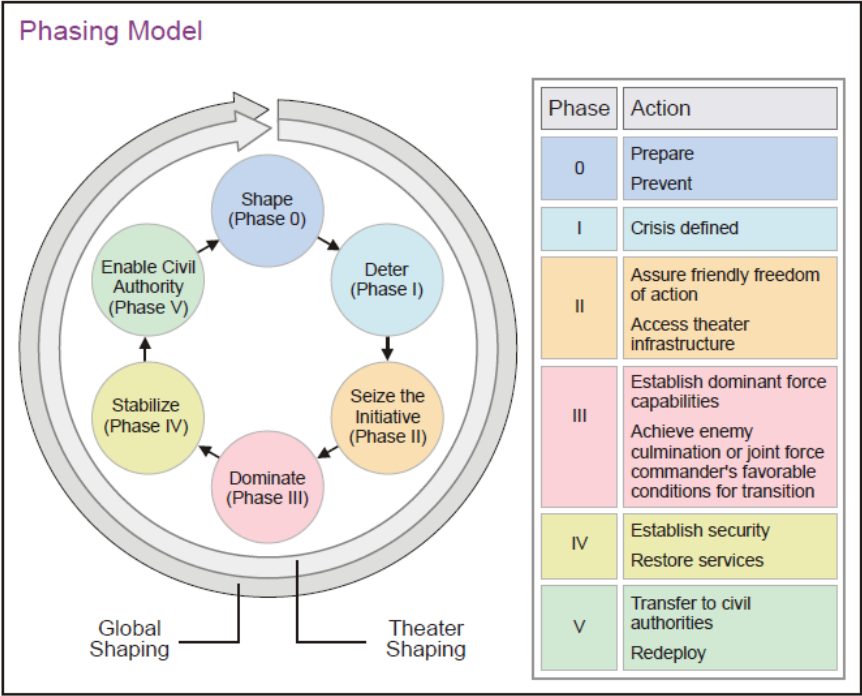 Phasing Model
Shape
(Phase 0)
Deter
(Phase I)
Seize the
Initiative
(Phase II)
Dominate
(Phase III)
Stabilize
(Phase IV)
Enable Civil
Authority
(Phase V)
Global
Shaping
Theater
Shaping
Phase Action
0
Prepare
Prevent
I
Crisis defined
II
Assure friendly freedom
of action
Access theater
infrastructure
III
Establish dominant force
capabilities
Achieve enemy
culmination or joint force
commander's favorable
conditions for transition
IV
Establish security
Restore services
V
Transfer to civil
authorities
Redeploy